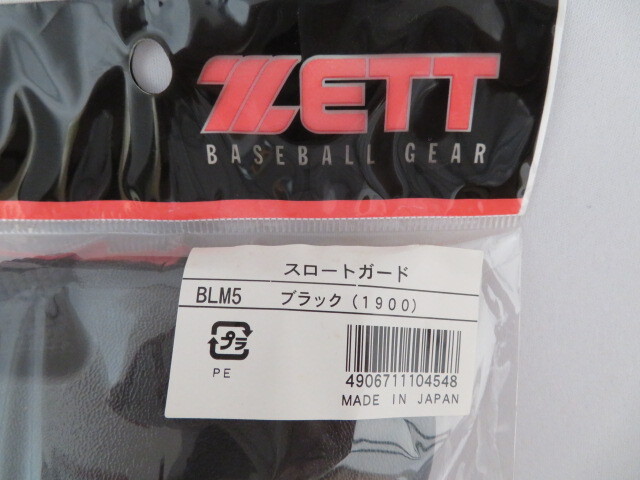 ZETT
BASEBALL GEAR
スロートガード
BLM5 ブラック(1900)
プラ
PE
4906711104548
MADE IN JAPAN